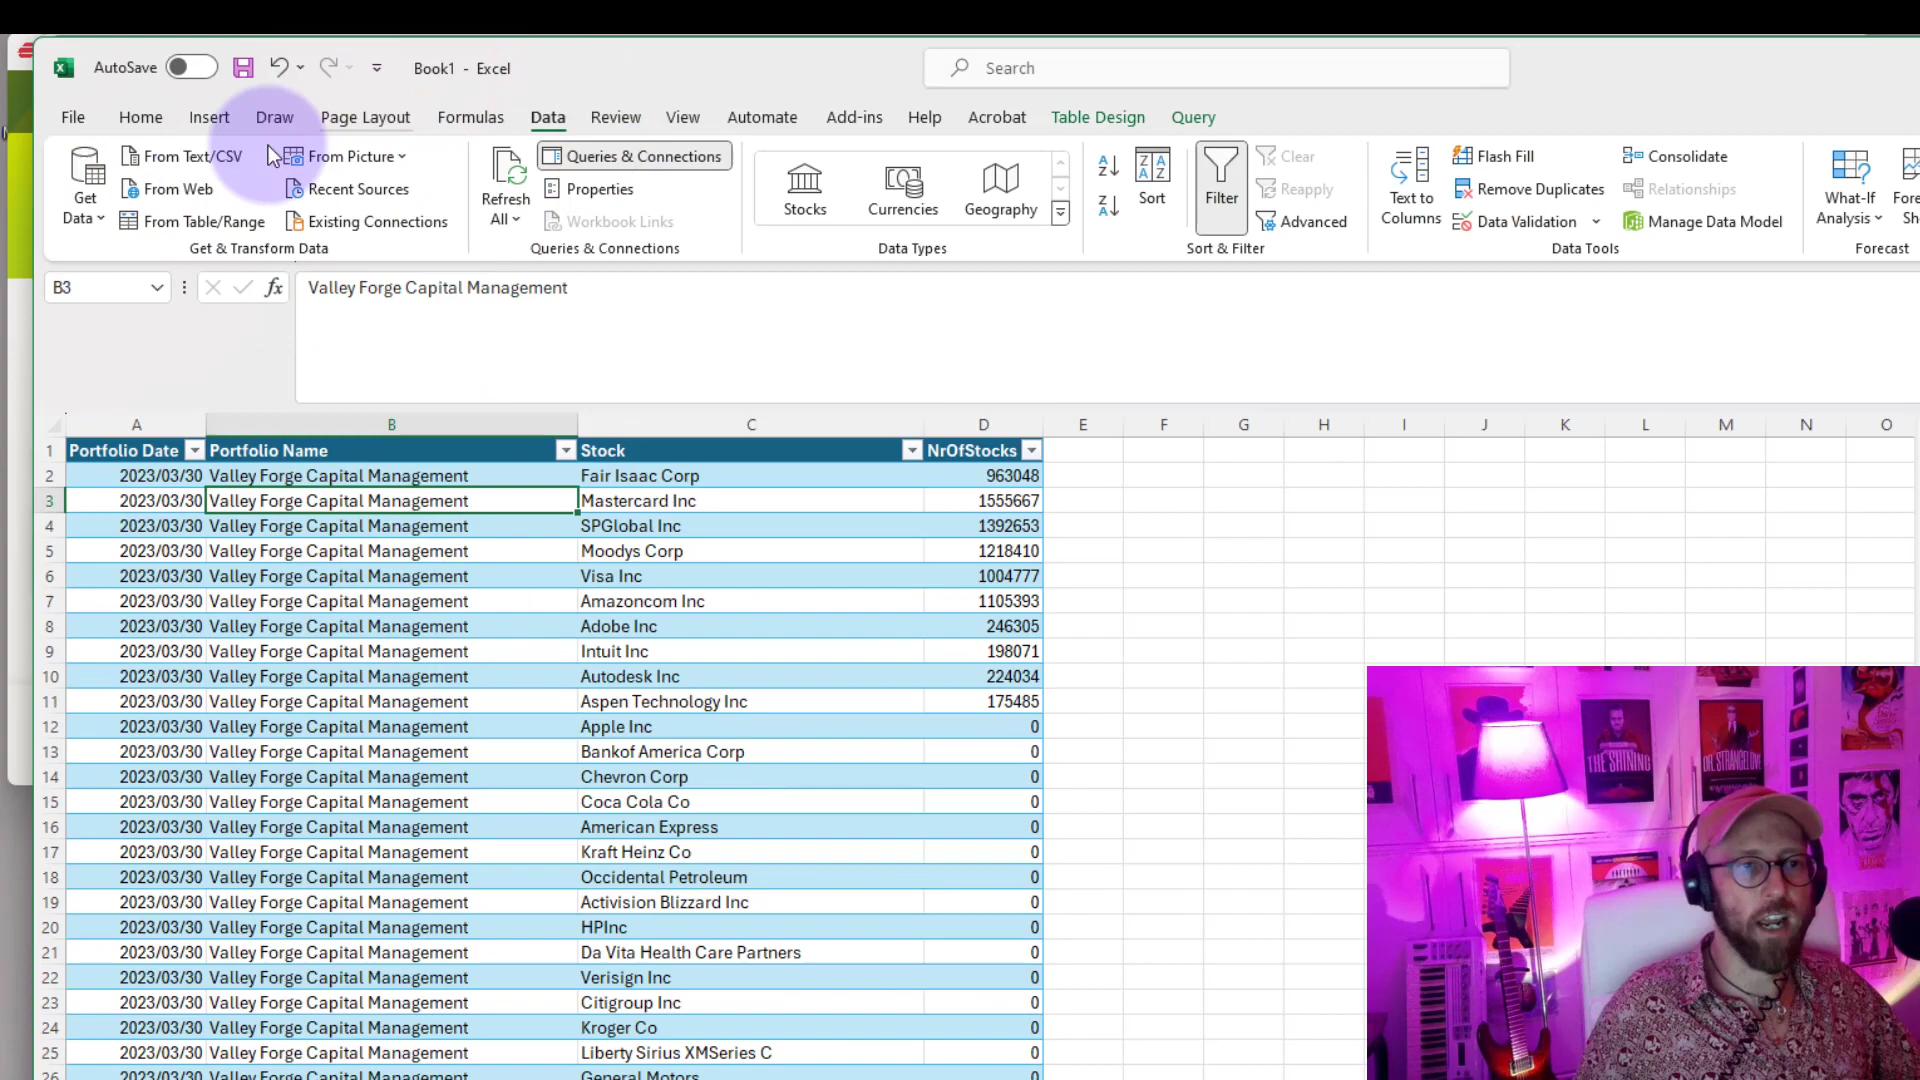 AutoSave Book1 - Excel Search
File Home Insert Draw Page Layout Formulas Data Review View Automate Add-ins Help Acrobat Table Design Query
Get Data
From Text/CSV
From Web
From Table/Range
From Picture
Recent Sources
Existing Connections
Get & Transform Data
Refresh All
Queries & Connections
Properties
Workbook Links
Queries & Connections
Stocks
Currencies
Geography
Data Types
Sort
Filter
Clear
Reapply
Advanced
Sort & Filter
Text to Columns
Flash Fill
Remove Duplicates
Data Validation
Consolidate
Relationships
Manage Data Model
Data Tools
What-If Analysis
Forecast
B3 fx Valley Forge Capital Management
A B C D E F G H I J K L M N O
1 Portfolio Date Portfolio Name Stock NrOfStocks
2 2023/03/30 Valley Forge Capital Management Fair Isaac Corp 963048
3 2023/03/30 Valley Forge Capital Management Mastercard Inc 1555667
4 2023/03/30 Valley Forge Capital Management SPGlobal Inc 1392653
5 2023/03/30 Valley Forge Capital Management Moodys Corp 1218410
6 2023/03/30 Valley Forge Capital Management Visa Inc 1004777
7 2023/03/30 Valley Forge Capital Management Amazoncom Inc 1105393
8 2023/03/30 Valley Forge Capital Management Adobe Inc 246305
9 2023/03/30 Valley Forge Capital Management Intuit Inc 198071
10 2023/03/30 Valley Forge Capital Management Autodesk Inc 224034
11 2023/03/30 Valley Forge Capital Management Aspen Technology Inc 175485
12 2023/03/30 Valley Forge Capital Management Apple Inc 0
13 2023/03/30 Valley Forge Capital Management Bankof America Corp 0
14 2023/03/30 Valley Forge Capital Management Chevron Corp 0
15 2023/03/30 Valley Forge Capital Management Coca Cola Co 0
16 2023/03/30 Valley Forge Capital Management American Express 0
17 2023/03/30 Valley Forge Capital Management Kraft Heinz Co 0
18 2023/03/30 Valley Forge Capital Management Occidental Petroleum 0
19 2023/03/30 Valley Forge Capital Management Activision Blizzard Inc 0
20 2023/03/30 Valley Forge Capital Management HPInc 0
21 2023/03/30 Valley Forge Capital Management Da Vita Health Care Partners 0
22 2023/03/30 Valley Forge Capital Management Verisign Inc 0
23 2023/03/30 Valley Forge Capital Management Citigroup Inc 0
24 2023/03/30 Valley Forge Capital Management Kroger Co 0
25 2023/03/30 Valley Forge Capital Management Liberty Sirius XMSeries C 0
26 2023/03/30 Valley Forge Capital Management General Motors 0
THE SHINING
DR. STRANGELOVE